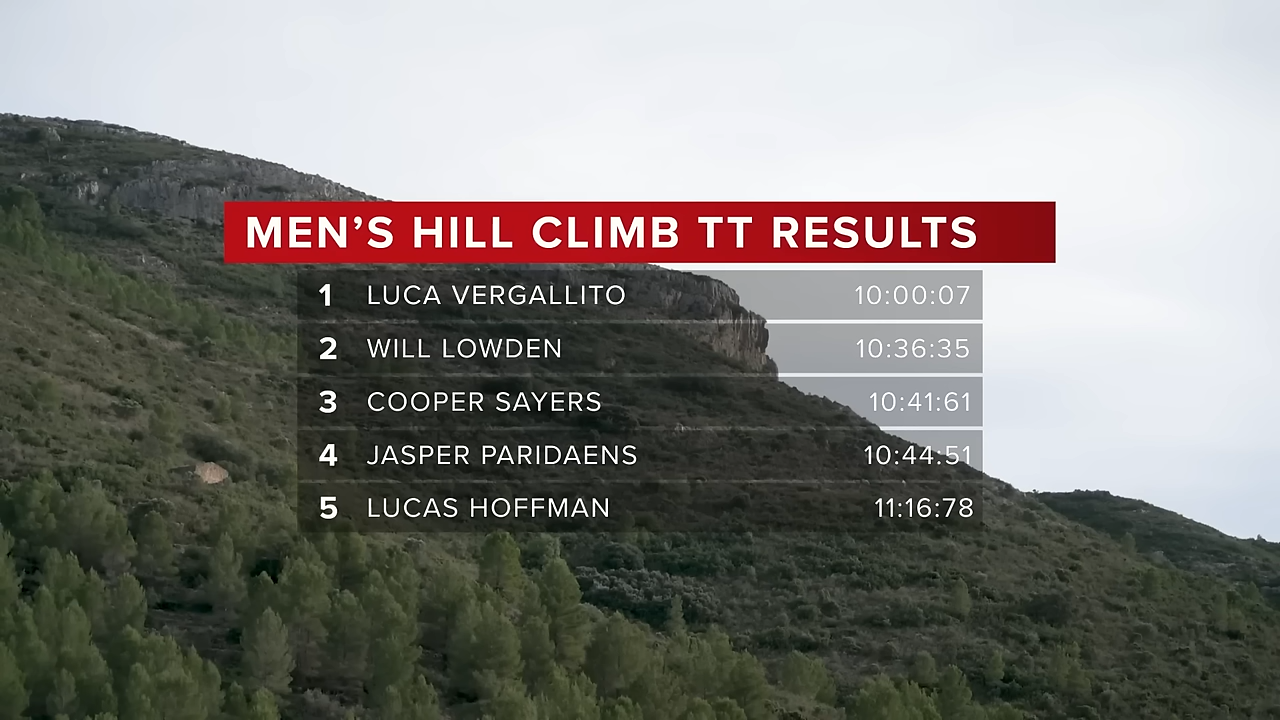 MEN'S HILL CLIMB TT RESULTS
1 LUCA VERGALLITO 10:00:07
2 WILL LOWDEN 10:36:35
3 COOPER SAYERS 10:41:61
4 JASPER PARIDAENS 10:44:51
5 LUCAS HOFFMAN 11:16:78